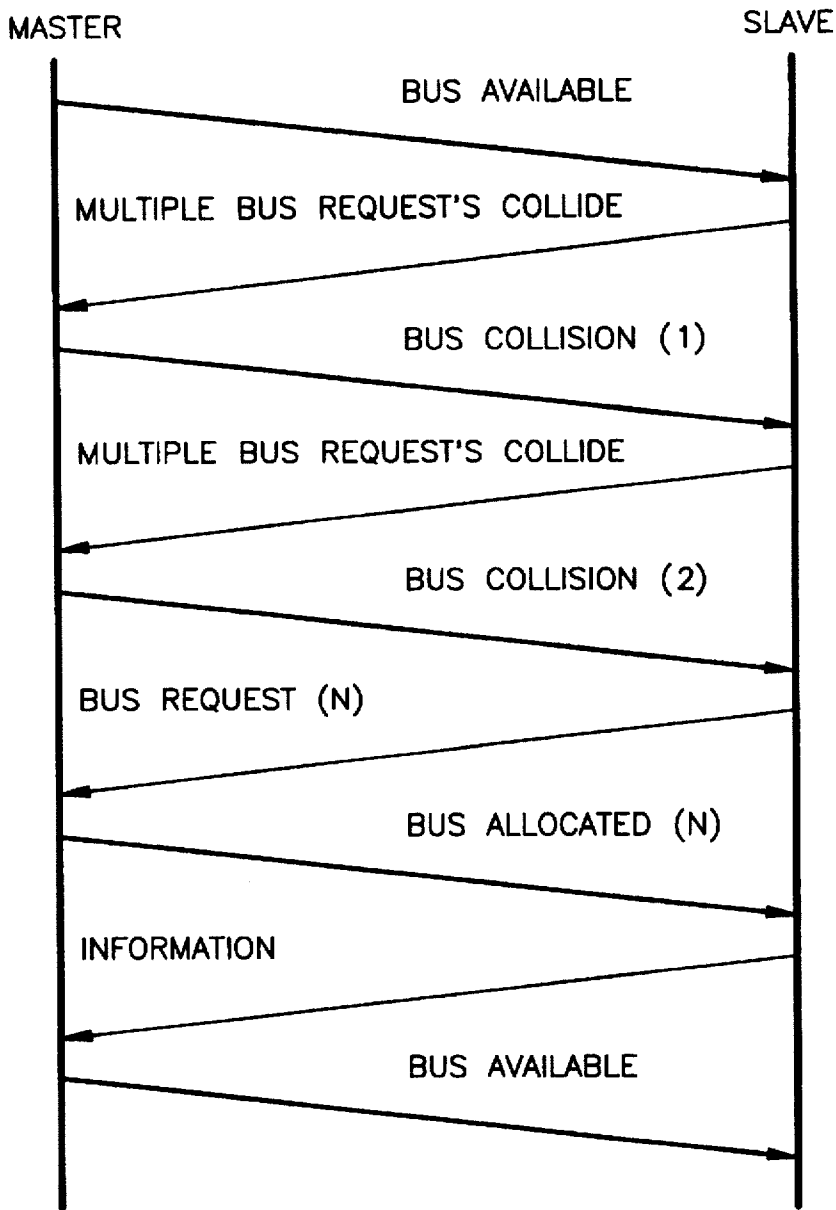 MASTER
SLAVE
BUS AVAILABLE
MULTIPLE BUS REQUEST'S COLLIDE
BUS COLLISION (1)
MULTIPLE BUS REQUEST'S COLLIDE
BUS COLLISION (2)
BUS REQUEST (N)
BUS ALLOCATED (N)
INFORMATION
BUS AVAILABLE